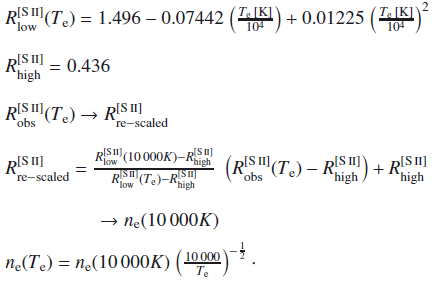 R_low^[S II](T_e) = 1.496 − 0.07442 (T_e [K] / 10^4) + 0.01225 (T_e [K] / 10^4)^2
R_high^[S II] = 0.436
R_obs^[S II](T_e) → R_re−scaled^[S II]
R_re−scaled^[S II] = (R_low^[S II](10 000K)−R_high^[S II]) / (R_low^[S II](T_e)−R_high^[S II]) (R_obs^[S II](T_e) − R_high^[S II]) + R_high^[S II]
→ n_e(10 000K)
n_e(T_e) = n_e(10 000K) (10 000 / T_e)^(−1/2) .